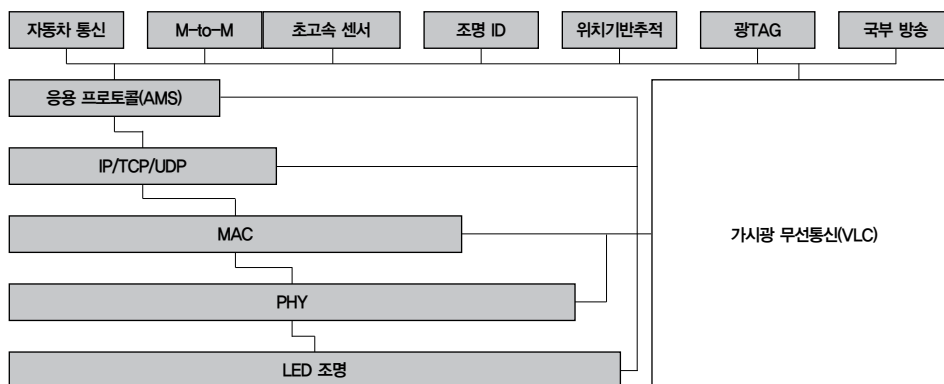 자동차 통신
M-to-M
초고속 센서
조명 ID
위치기반추적
광TAG
국부 방송
응용 프로토콜(AMS)
IP/TCP/UDP
MAC
가시광 무선통신(VLC)
PHY
LED 조명